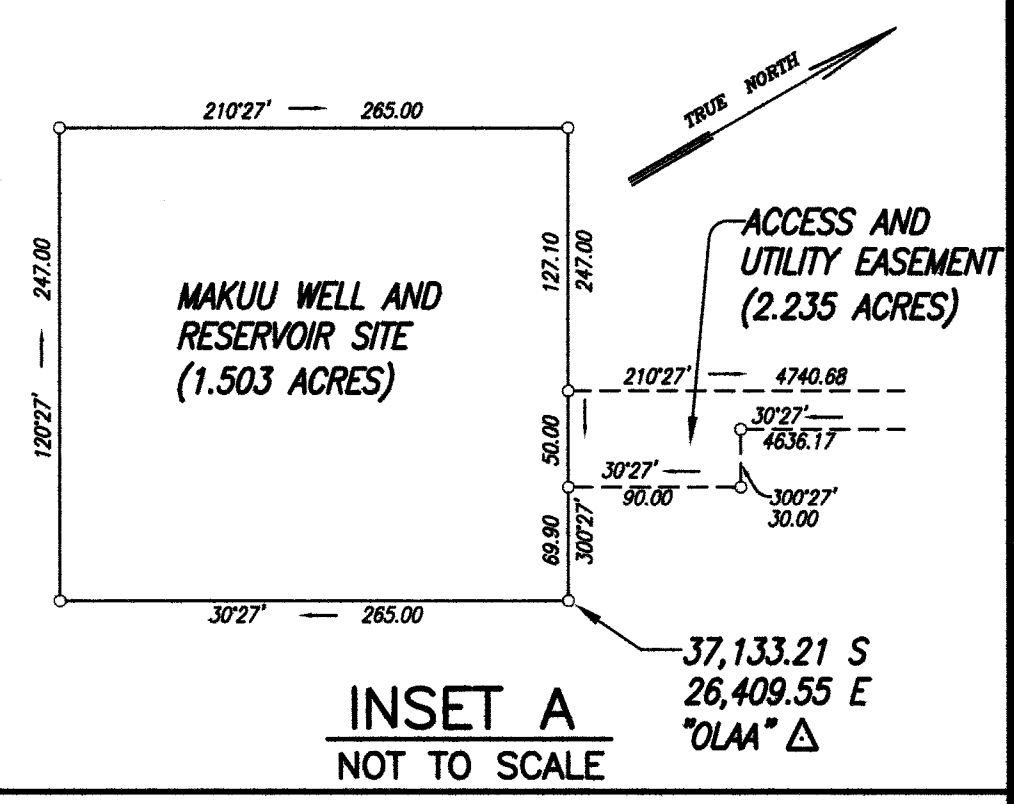 TRUE NORTH
210°27' 265.00
247.00
120°27'
MAKUU WELL AND
RESERVOIR SITE
(1.503 ACRES)
127.10
247.00
ACCESS AND
UTILITY EASEMENT
(2.235 ACRES)
210°27' 4740.68
30°27'
4636.17
50.00
30°27'
90.00
300°27'
30.00
69.90
300°27'
30°27' 265.00
37,133.21 S
26,409.55 E
"OLAA"
INSET A
NOT TO SCALE